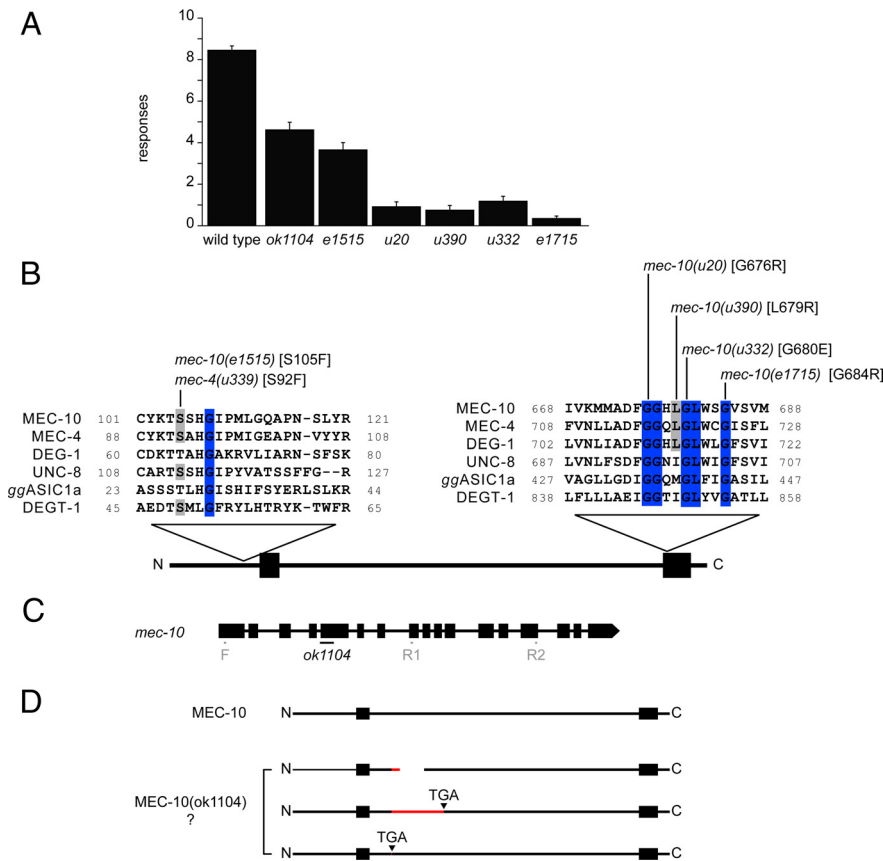 A
10
8
6
4
2
0
responses
wild type ok1104 e1515 u20 u390 u332 e1715
B
mec-10(u20) [G676R]
mec-10(u390) [L679R]
mec-10(u332) [G680E]
mec-10(e1715) [G684R]
mec-10(e1515) [S105F]
mec-4(u339) [S92F]
MEC-10 101 CYKTSSHGIPMLGQAPN-SLYR 121
MEC-4 88 CYKTSSHGIPMIGEAPN-VYYR 108
DEG-1 60 CDKTTAHGAKRVLIARN-SFSK 80
UNC-8 108 CARTSSHGIPYVATSSFFG--R 127
ggASIC1a 23 ASSSTLHGISHIFSYERLSLKR 44
DEGT-1 45 AEDTSMLGFRYLHTRYK-TWFR 65
MEC-10 668 IVKMMADFGGHLGLWSGVSVM 688
MEC-4 708 FVNLLADFGGQLGLWCGISFL 728
DEG-1 702 LVNLIADFGGHLGLWLGFSVI 722
UNC-8 687 LVNLFSDFGGNIGLWIGFSVI 707
ggASIC1a 427 VAGLLGDIGGQMGLFIGASIL 447
DEGT-1 838 LFLLLAEIGGTIGLYVGATLL 858
N C
C
mec-10
F ok1104 R1 R2
D
MEC-10 N C
N C
MEC-10(ok1104)
?
TGA
N C
TGA
N C